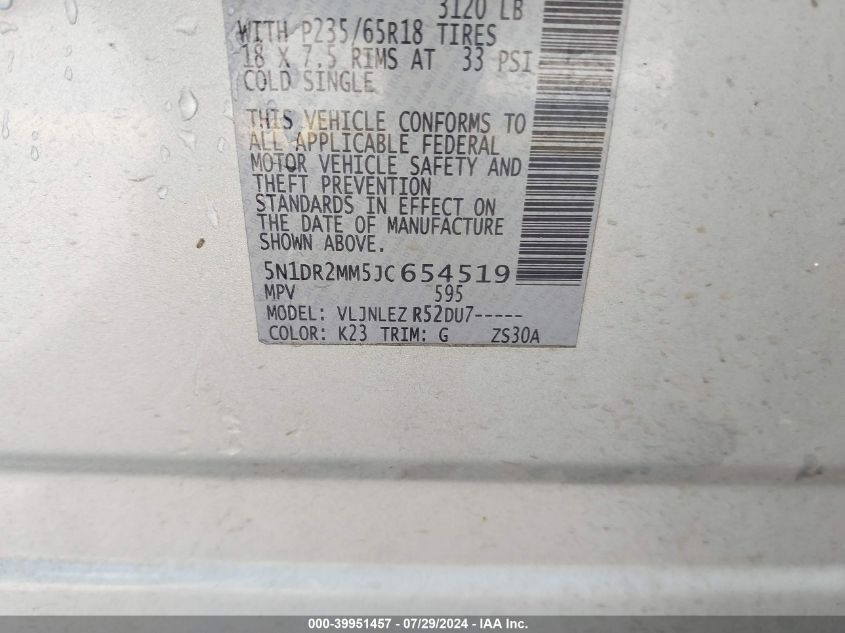 3120 LB
WITH P235/65R18 TIRES
18 X 7.5 RIMS AT 33 PSI
COLD SINGLE
THIS VEHICLE CONFORMS TO
ALL APPLICABLE FEDERAL
MOTOR VEHICLE SAFETY AND
THEFT PREVENTION
STANDARDS IN EFFECT ON
THE DATE OF MANUFACTURE
SHOWN ABOVE.
5N1DR2MM5JC654519
MPV 595
MODEL: VLJNLEZ R52DU7-----
COLOR: K23 TRIM: G ZS30A
000-39951457 - 07/29/2024 - IAA Inc.